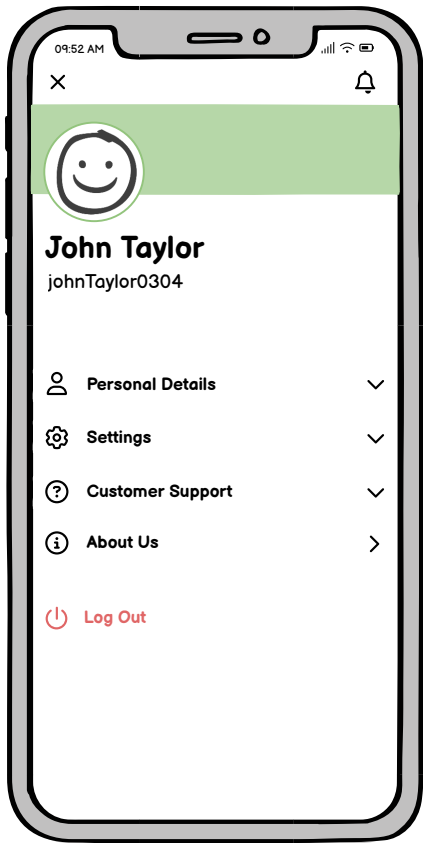 09:52 AM
John Taylor
johnTaylor0304
Personal Details
Settings
Customer Support
About Us
Log Out